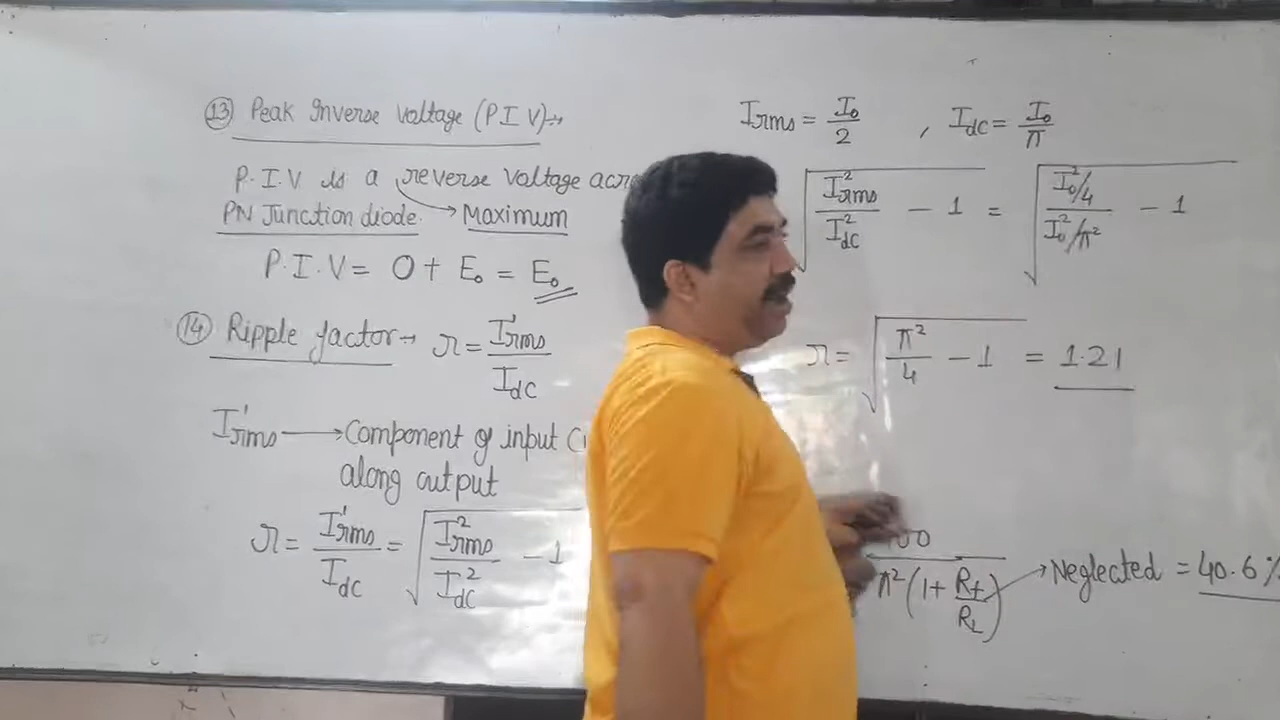 (13) Peak Inverse Voltage (P.I.V)→
P.I.V is a reverse voltage
PN Junction diode. → Maximum
P.I.V = 0 + E₀ = E₀
(14) Ripple factor→ r = I'rms / Idc
I'rms → Component of input
along output
r = I'rms / Idc = √(I²rms / I²dc − 1
Irms = I₀/2 , Idc = I₀/π
√(I²rms / I²dc − 1 = √(I₀²/4 / I₀²/π² − 1
r = √(π²/4 − 1 = 1.21
π²(1 + Rf/RL) → Neglected = 40.6%